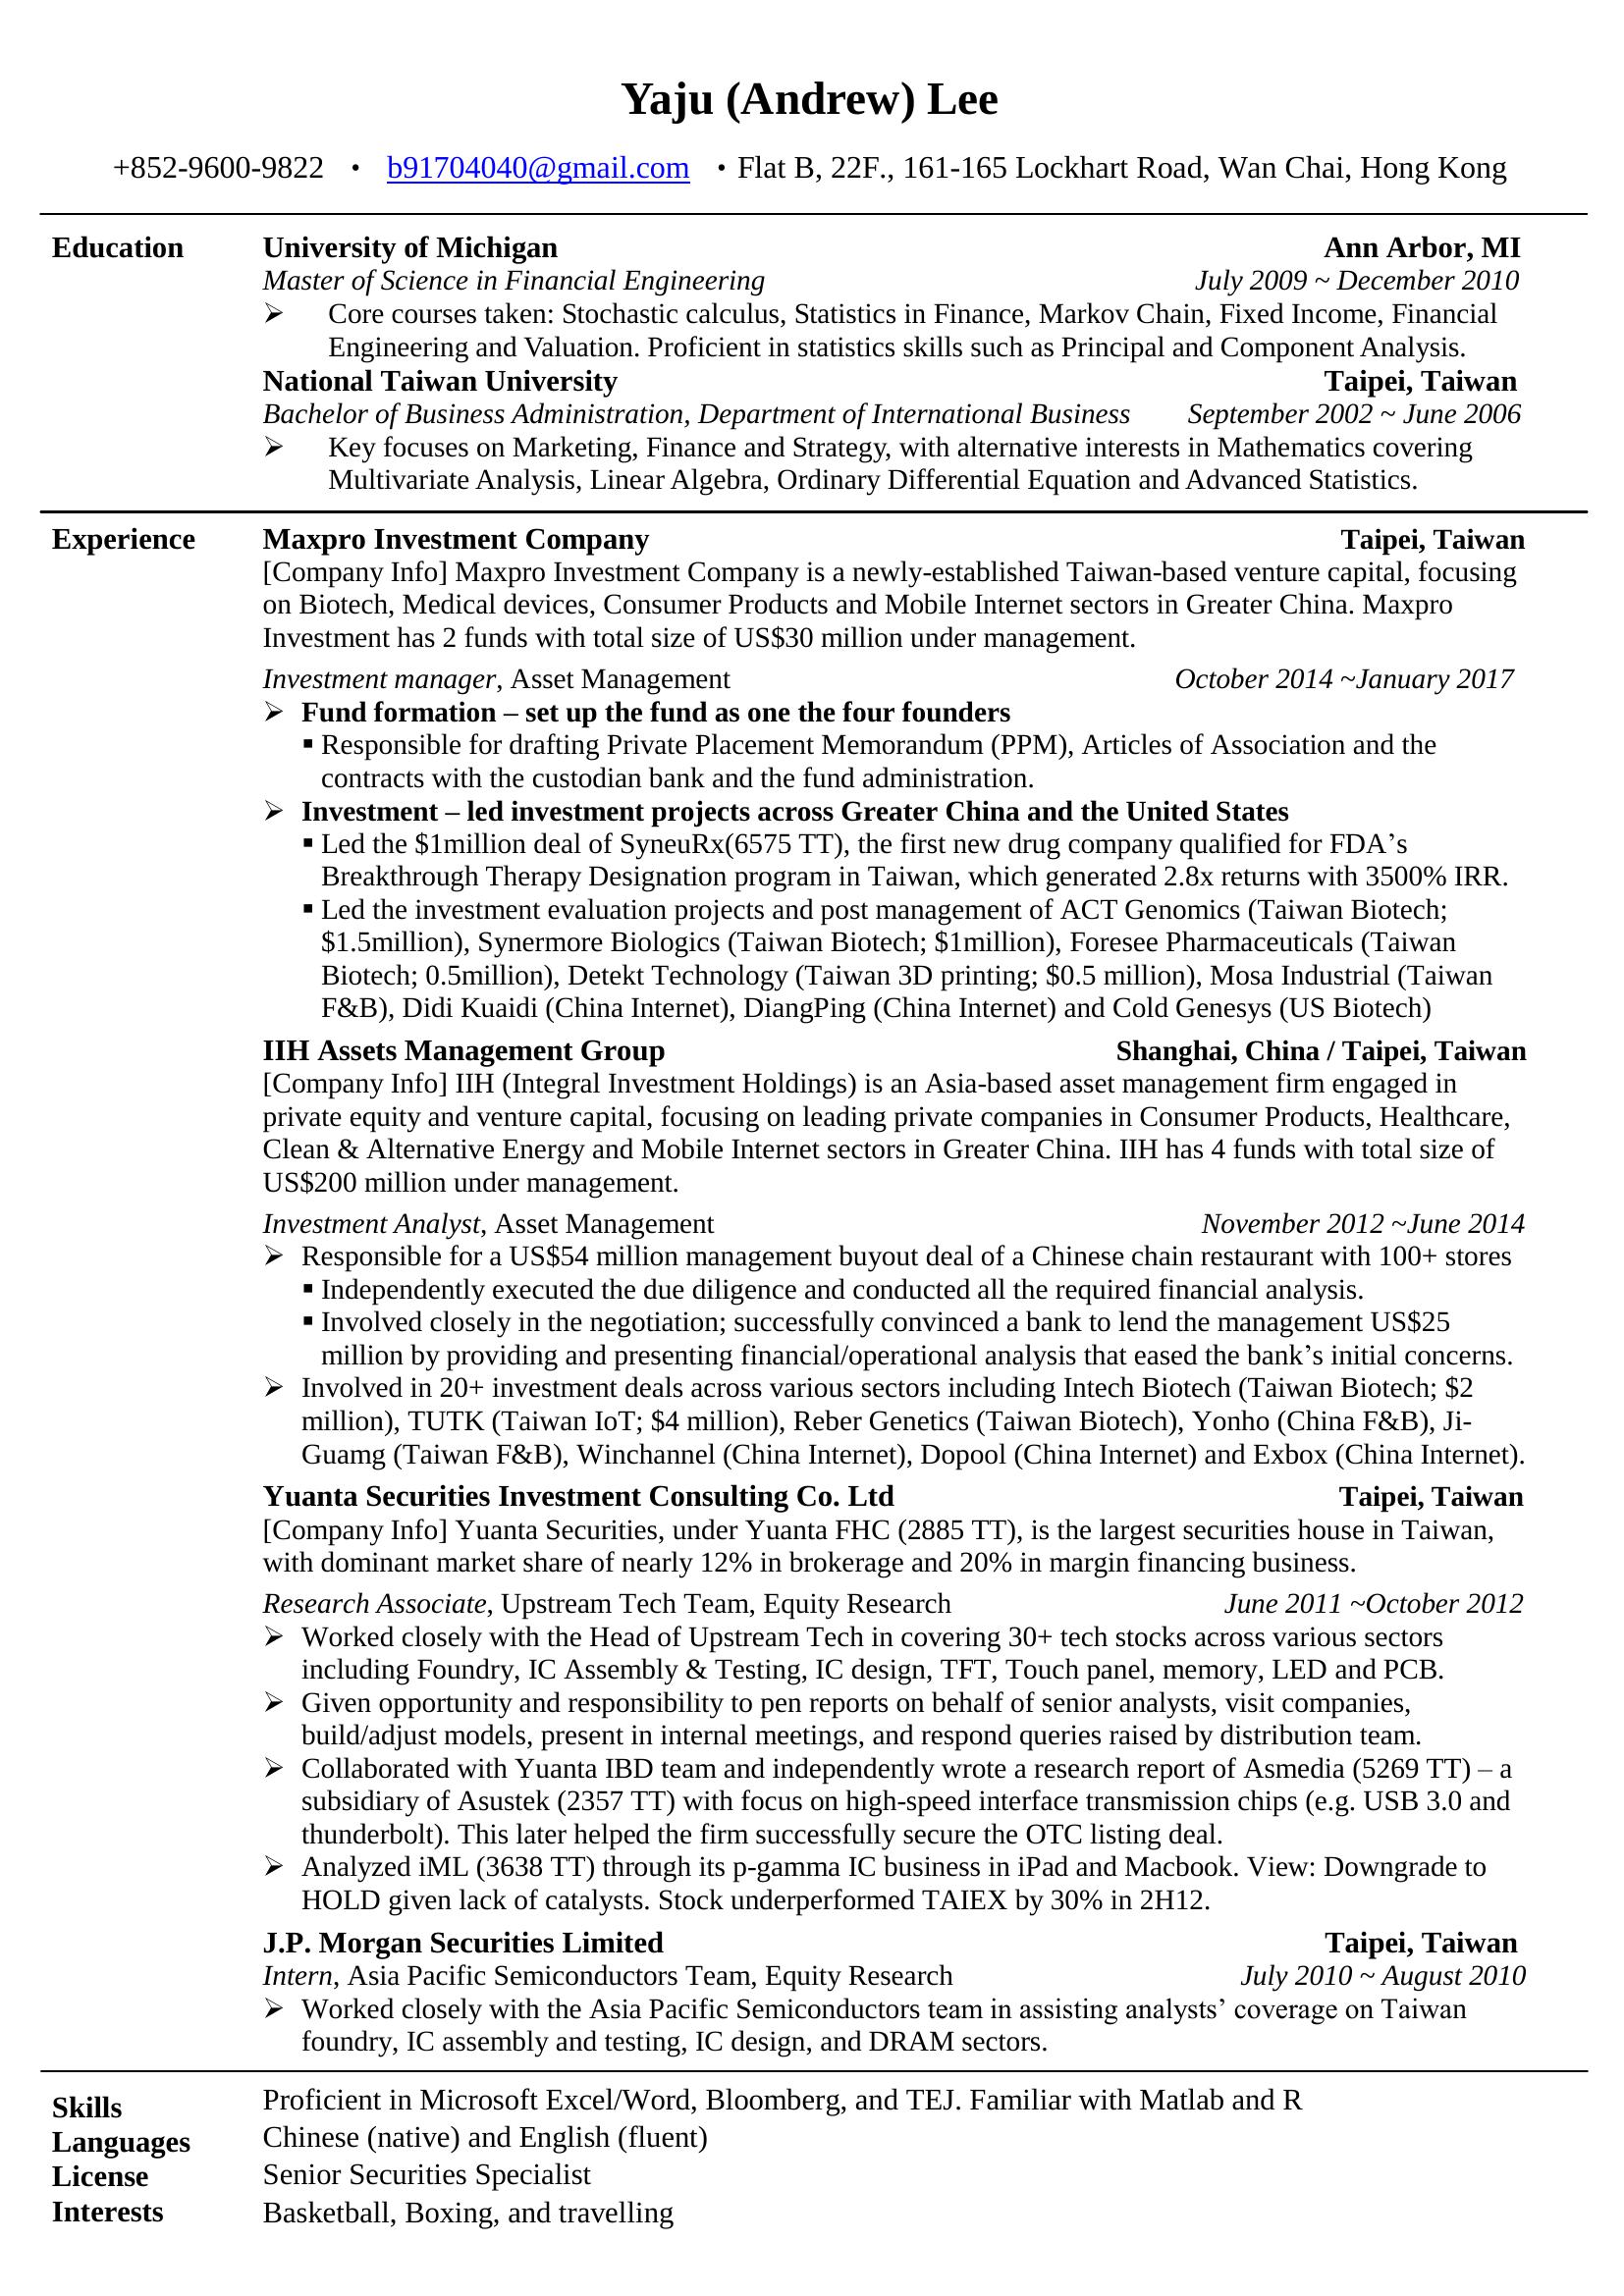 Yaju (Andrew) Lee
+852-9600-9822 • b91704040@gmail.com • Flat B, 22F., 161-165 Lockhart Road, Wan Chai, Hong Kong
Education University of Michigan Ann Arbor, MI
Master of Science in Financial Engineering July 2009 ~ December 2010
➢ Core courses taken: Stochastic calculus, Statistics in Finance, Markov Chain, Fixed Income, Financial
Engineering and Valuation. Proficient in statistics skills such as Principal and Component Analysis.
National Taiwan University Taipei, Taiwan
Bachelor of Business Administration, Department of International Business September 2002 ~ June 2006
➢ Key focuses on Marketing, Finance and Strategy, with alternative interests in Mathematics covering
Multivariate Analysis, Linear Algebra, Ordinary Differential Equation and Advanced Statistics.
Experience Maxpro Investment Company Taipei, Taiwan
[Company Info] Maxpro Investment Company is a newly-established Taiwan-based venture capital, focusing
on Biotech, Medical devices, Consumer Products and Mobile Internet sectors in Greater China. Maxpro
Investment has 2 funds with total size of US$30 million under management.
Investment manager, Asset Management October 2014 ~January 2017
➢ Fund formation – set up the fund as one the four founders
▪ Responsible for drafting Private Placement Memorandum (PPM), Articles of Association and the
contracts with the custodian bank and the fund administration.
➢ Investment – led investment projects across Greater China and the United States
▪ Led the $1million deal of SyneuRx(6575 TT), the first new drug company qualified for FDA’s
Breakthrough Therapy Designation program in Taiwan, which generated 2.8x returns with 3500% IRR.
▪ Led the investment evaluation projects and post management of ACT Genomics (Taiwan Biotech;
$1.5million), Synermore Biologics (Taiwan Biotech; $1million), Foresee Pharmaceuticals (Taiwan
Biotech; 0.5million), Detekt Technology (Taiwan 3D printing; $0.5 million), Mosa Industrial (Taiwan
F&B), Didi Kuaidi (China Internet), DiangPing (China Internet) and Cold Genesys (US Biotech)
IIH Assets Management Group Shanghai, China / Taipei, Taiwan
[Company Info] IIH (Integral Investment Holdings) is an Asia-based asset management firm engaged in
private equity and venture capital, focusing on leading private companies in Consumer Products, Healthcare,
Clean & Alternative Energy and Mobile Internet sectors in Greater China. IIH has 4 funds with total size of
US$200 million under management.
Investment Analyst, Asset Management November 2012 ~June 2014
➢ Responsible for a US$54 million management buyout deal of a Chinese chain restaurant with 100+ stores
▪ Independently executed the due diligence and conducted all the required financial analysis.
▪ Involved closely in the negotiation; successfully convinced a bank to lend the management US$25
million by providing and presenting financial/operational analysis that eased the bank’s initial concerns.
➢ Involved in 20+ investment deals across various sectors including Intech Biotech (Taiwan Biotech; $2
million), TUTK (Taiwan IoT; $4 million), Reber Genetics (Taiwan Biotech), Yonho (China F&B), Ji-
Guamg (Taiwan F&B), Winchannel (China Internet), Dopool (China Internet) and Exbox (China Internet).
Yuanta Securities Investment Consulting Co. Ltd Taipei, Taiwan
[Company Info] Yuanta Securities, under Yuanta FHC (2885 TT), is the largest securities house in Taiwan,
with dominant market share of nearly 12% in brokerage and 20% in margin financing business.
Research Associate, Upstream Tech Team, Equity Research June 2011 ~October 2012
➢ Worked closely with the Head of Upstream Tech in covering 30+ tech stocks across various sectors
including Foundry, IC Assembly & Testing, IC design, TFT, Touch panel, memory, LED and PCB.
➢ Given opportunity and responsibility to pen reports on behalf of senior analysts, visit companies,
build/adjust models, present in internal meetings, and respond queries raised by distribution team.
➢ Collaborated with Yuanta IBD team and independently wrote a research report of Asmedia (5269 TT) – a
subsidiary of Asustek (2357 TT) with focus on high-speed interface transmission chips (e.g. USB 3.0 and
thunderbolt). This later helped the firm successfully secure the OTC listing deal.
➢ Analyzed iML (3638 TT) through its p-gamma IC business in iPad and Macbook. View: Downgrade to
HOLD given lack of catalysts. Stock underperformed TAIEX by 30% in 2H12.
J.P. Morgan Securities Limited Taipei, Taiwan
Intern, Asia Pacific Semiconductors Team, Equity Research July 2010 ~ August 2010
➢ Worked closely with the Asia Pacific Semiconductors team in assisting analysts’ coverage on Taiwan
foundry, IC assembly and testing, IC design, and DRAM sectors.
Skills Proficient in Microsoft Excel/Word, Bloomberg, and TEJ. Familiar with Matlab and R
Languages Chinese (native) and English (fluent)
License Senior Securities Specialist
Interests Basketball, Boxing, and travelling